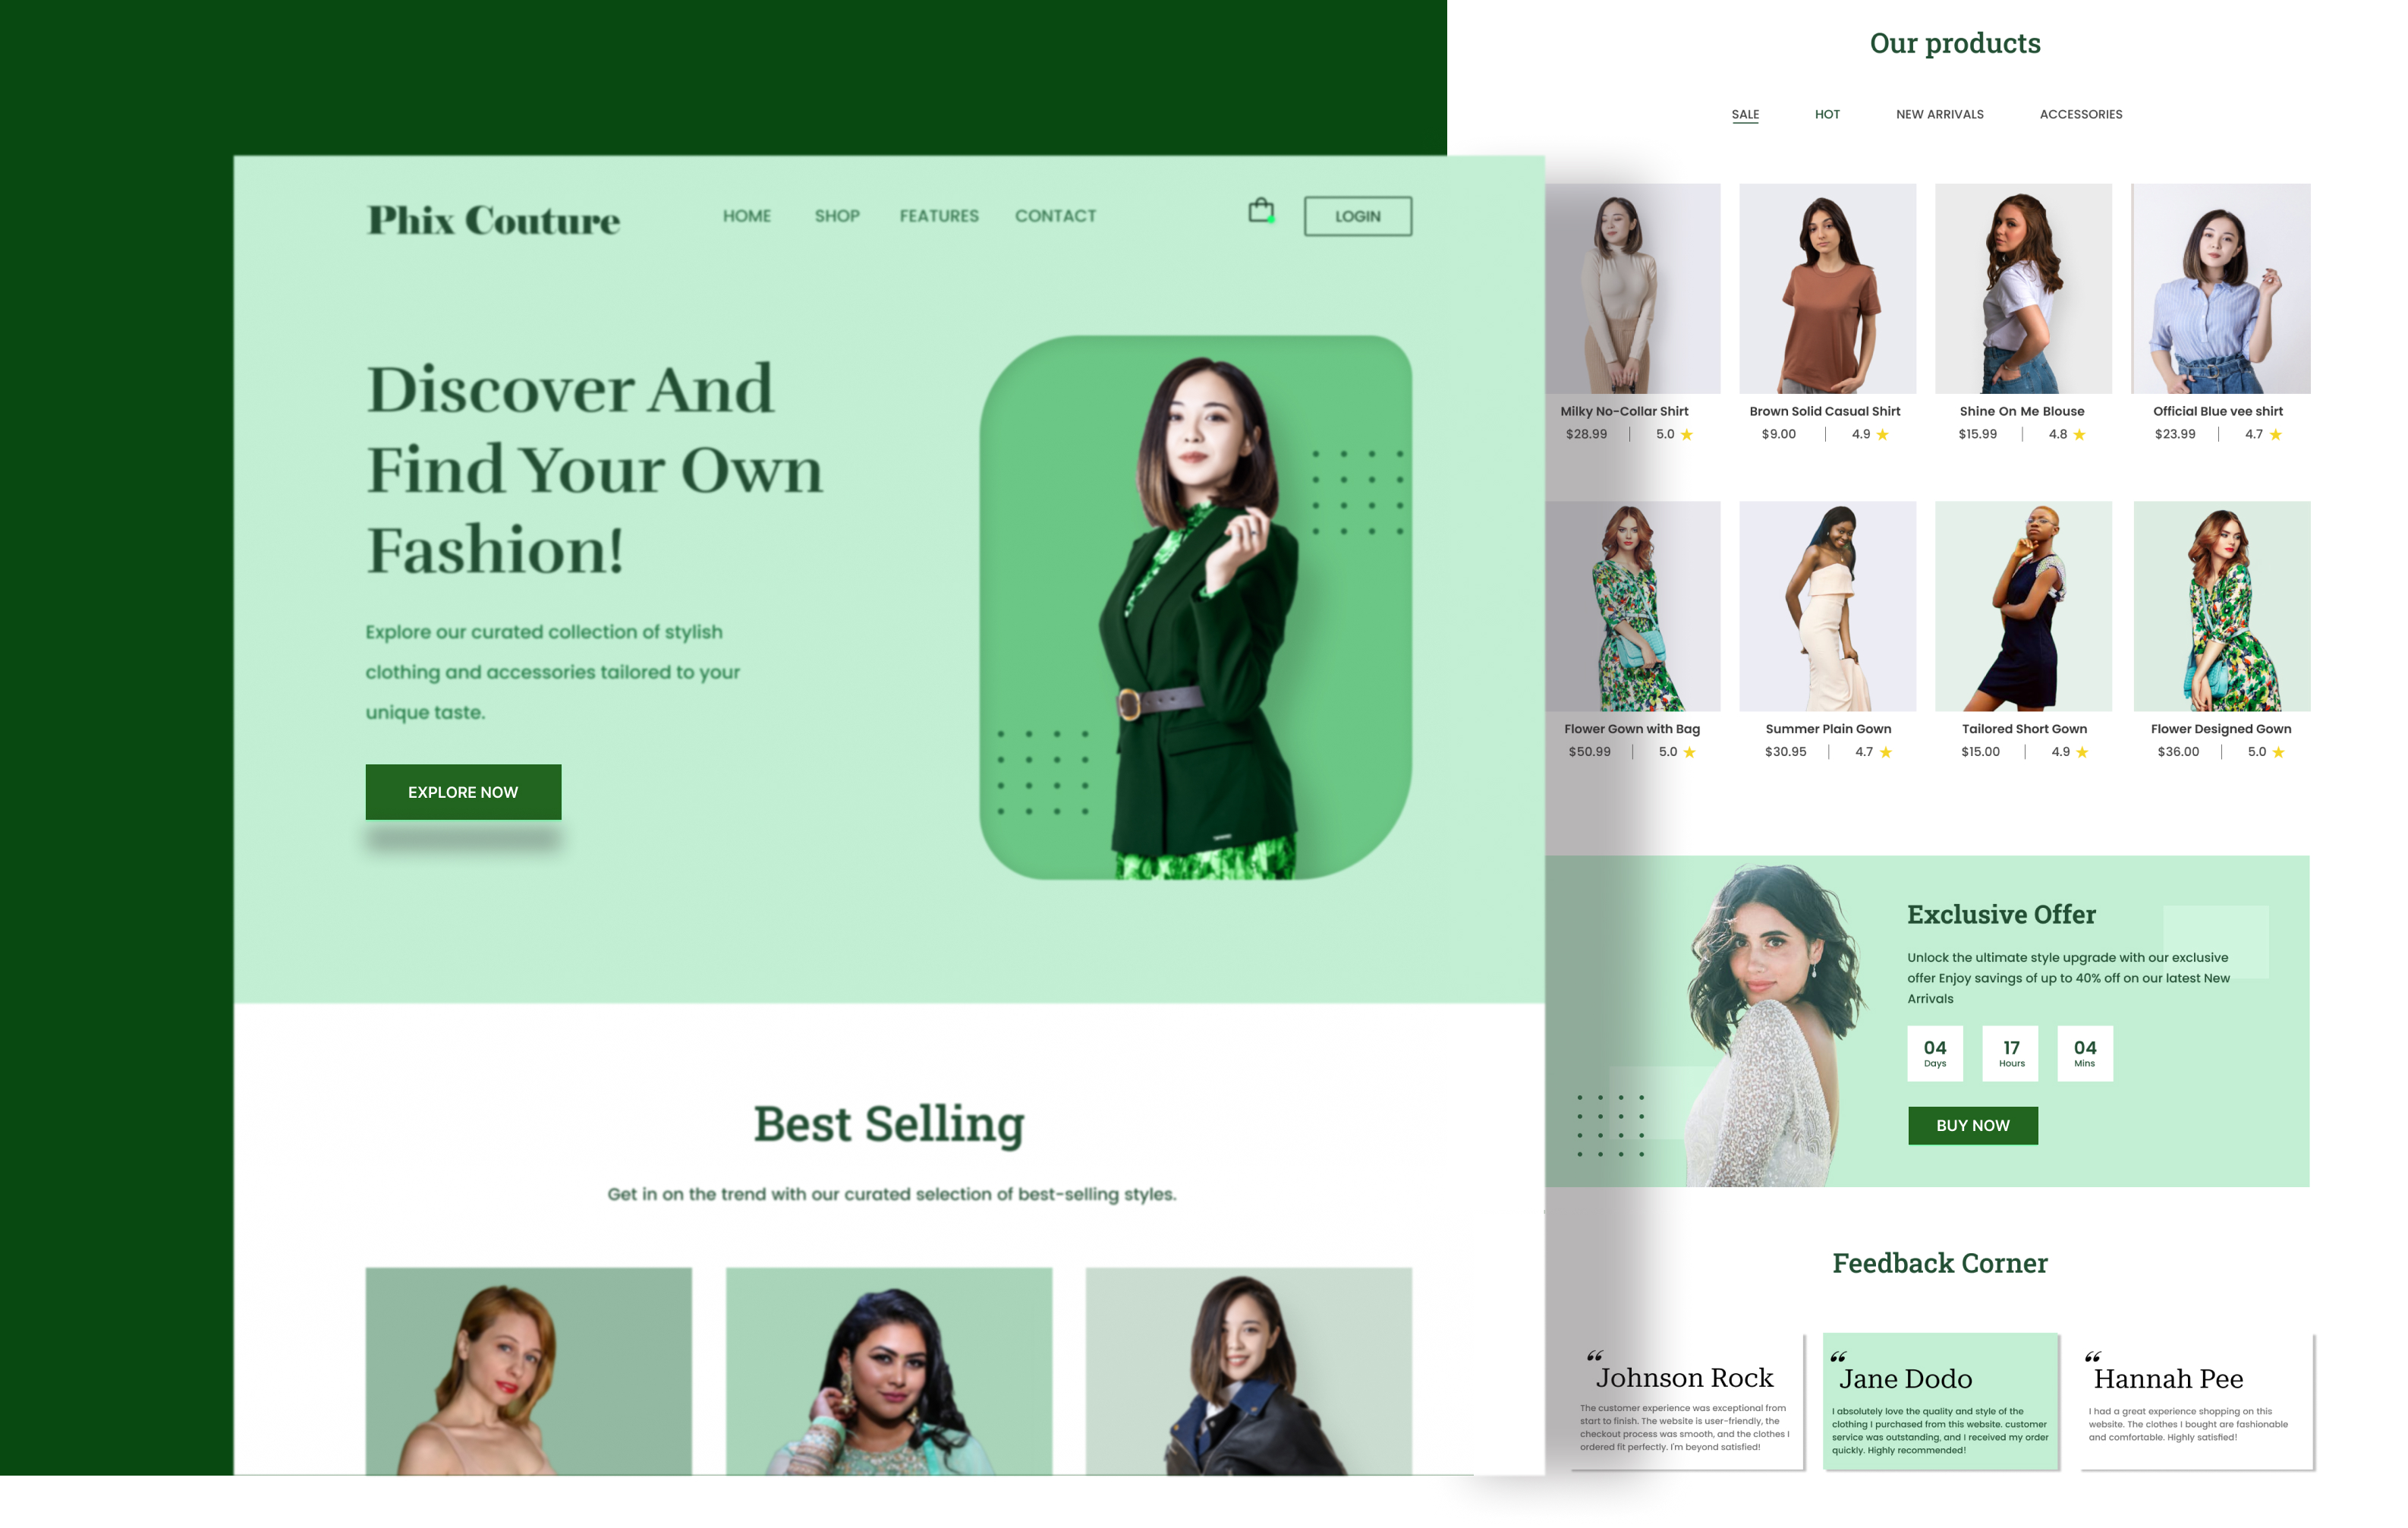 Phix Couture
HOME SHOP FEATURES CONTACT
LOGIN
Discover And
Find Your Own
Fashion!
Explore our curated collection of stylish
clothing and accessories tailored to your
unique taste.
EXPLORE NOW
Best Selling
Get in on the trend with our curated selection of best-selling styles.
Our products
SALE HOT NEW ARRIVALS ACCESSORIES
Milky No-Collar Shirt
$28.99 | 5.0
Brown Solid Casual Shirt
$9.00 | 4.9
Shine On Me Blouse
$15.99 | 4.8
Official Blue vee shirt
$23.99 | 4.7
Flower Gown with Bag
$50.99 | 5.0
Summer Plain Gown
$30.95 | 4.7
Tailored Short Gown
$15.00 | 4.9
Flower Designed Gown
$36.00 | 5.0
Exclusive Offer
Unlock the ultimate style upgrade with our exclusive
offer Enjoy savings of up to 40% off on our latest New
Arrivals
04 17 04
Days Hours Mins
BUY NOW
Feedback Corner
“
Johnson Rock
The customer experience was exceptional from
start to finish. The website is user-friendly, the
checkout process was smooth, and the clothes I
ordered fit perfectly. I'm beyond satisfied!
“
Jane Dodo
I absolutely love the quality and style of the
clothing I purchased from this website. customer
service was outstanding, and I received my order
quickly. Highly recommended!
“
Hannah Pee
I had a great experience shopping on this
website. The clothes I bought are fashionable
and comfortable. Highly satisfied!